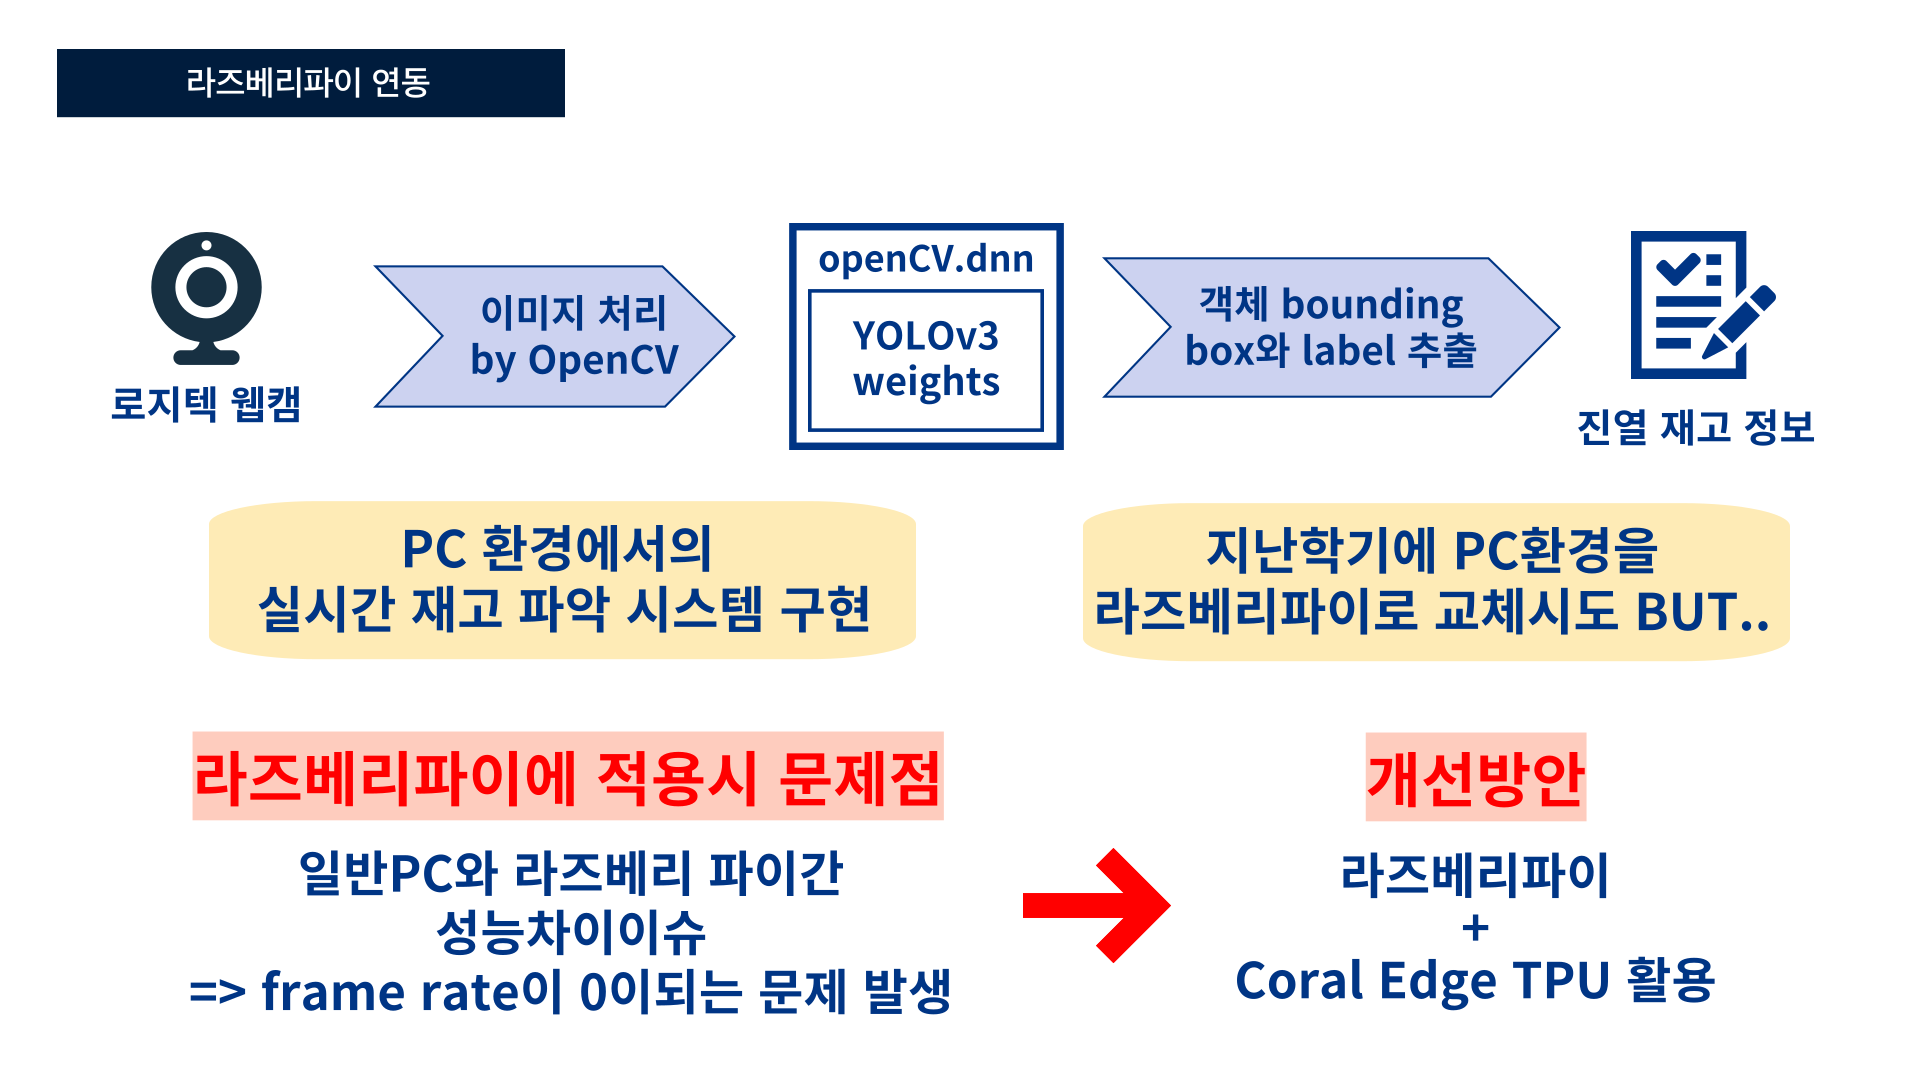 라즈베리파이 연동
로지텍 웹캠
이미지 처리
by OpenCV
openCV.dnn
YOLOv3
weights
객체 bounding
box와 label 추출
진열 재고 정보
PC 환경에서의
실시간 재고 파악 시스템 구현
지난학기에 PC환경을
라즈베리파이로 교체시도 BUT..
라즈베리파이에 적용시 문제점
일반PC와 라즈베리 파이간
성능차이이슈
=> frame rate이 0이되는 문제 발생
개선방안
라즈베리파이
+
Coral Edge TPU 활용